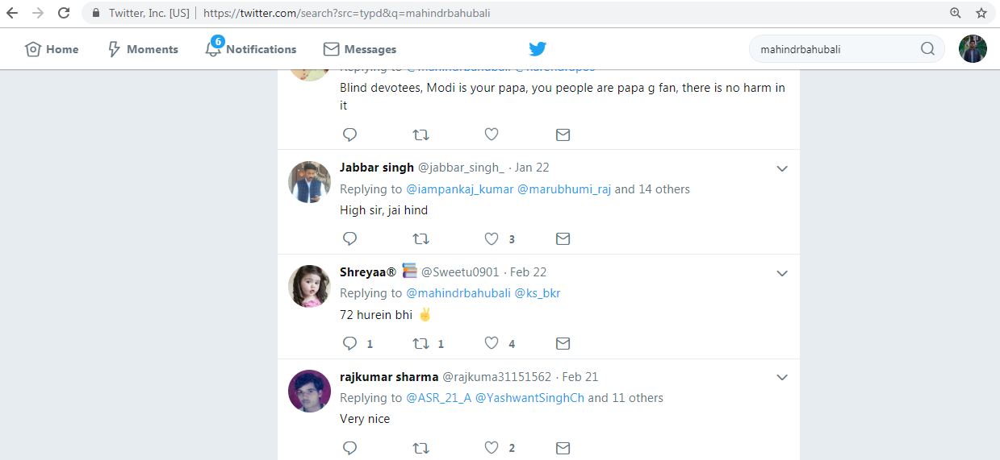 Twitter, Inc. [US] | https://twitter.com/search?src=typd&q=mahindrbahubali
Home Moments 6 Notifications Messages mahindrbahubali
Replying to @mahindrbahubali
Blind devotees, Modi is your papa, you people are papa g fan, there is no harm in
it
Jabbar singh @jabbar_singh_ · Jan 22
Replying to @iampankaj_kumar @marubhumi_raj and 14 others
High sir, jai hind
3
Shreyaa® 📚 @Sweetu0901 · Feb 22
Replying to @mahindrbahubali @ks_bkr
72 hurein bhi ✌
1 1 4
rajkumar sharma @rajkuma31151562 · Feb 21
Replying to @ASR_21_A @YashwantSinghCh and 11 others
Very nice
2